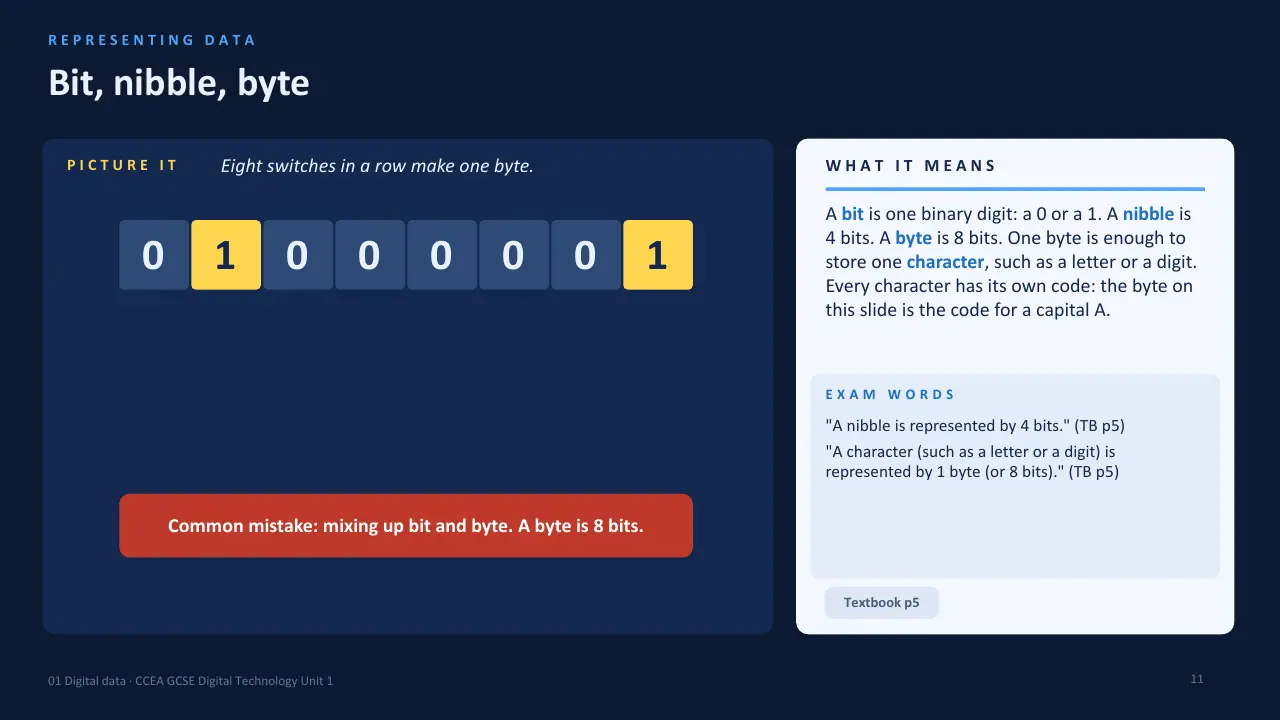 REPRESENTING DATA
Bit, nibble, byte
PICTURE IT Eight switches in a row make one byte.
0 1 0 0 0 0 0 1
Common mistake: mixing up bit and byte. A byte is 8 bits.
WHAT IT MEANS
A bit is one binary digit: a 0 or a 1. A nibble is
4 bits. A byte is 8 bits. One byte is enough to
store one character, such as a letter or a digit.
Every character has its own code: the byte on
this slide is the code for a capital A.
EXAM WORDS
"A nibble is represented by 4 bits." (TB p5)
"A character (such as a letter or a digit) is
represented by 1 byte (or 8 bits)." (TB p5)
Textbook p5
01 Digital data · CCEA GCSE Digital Technology Unit 1
11